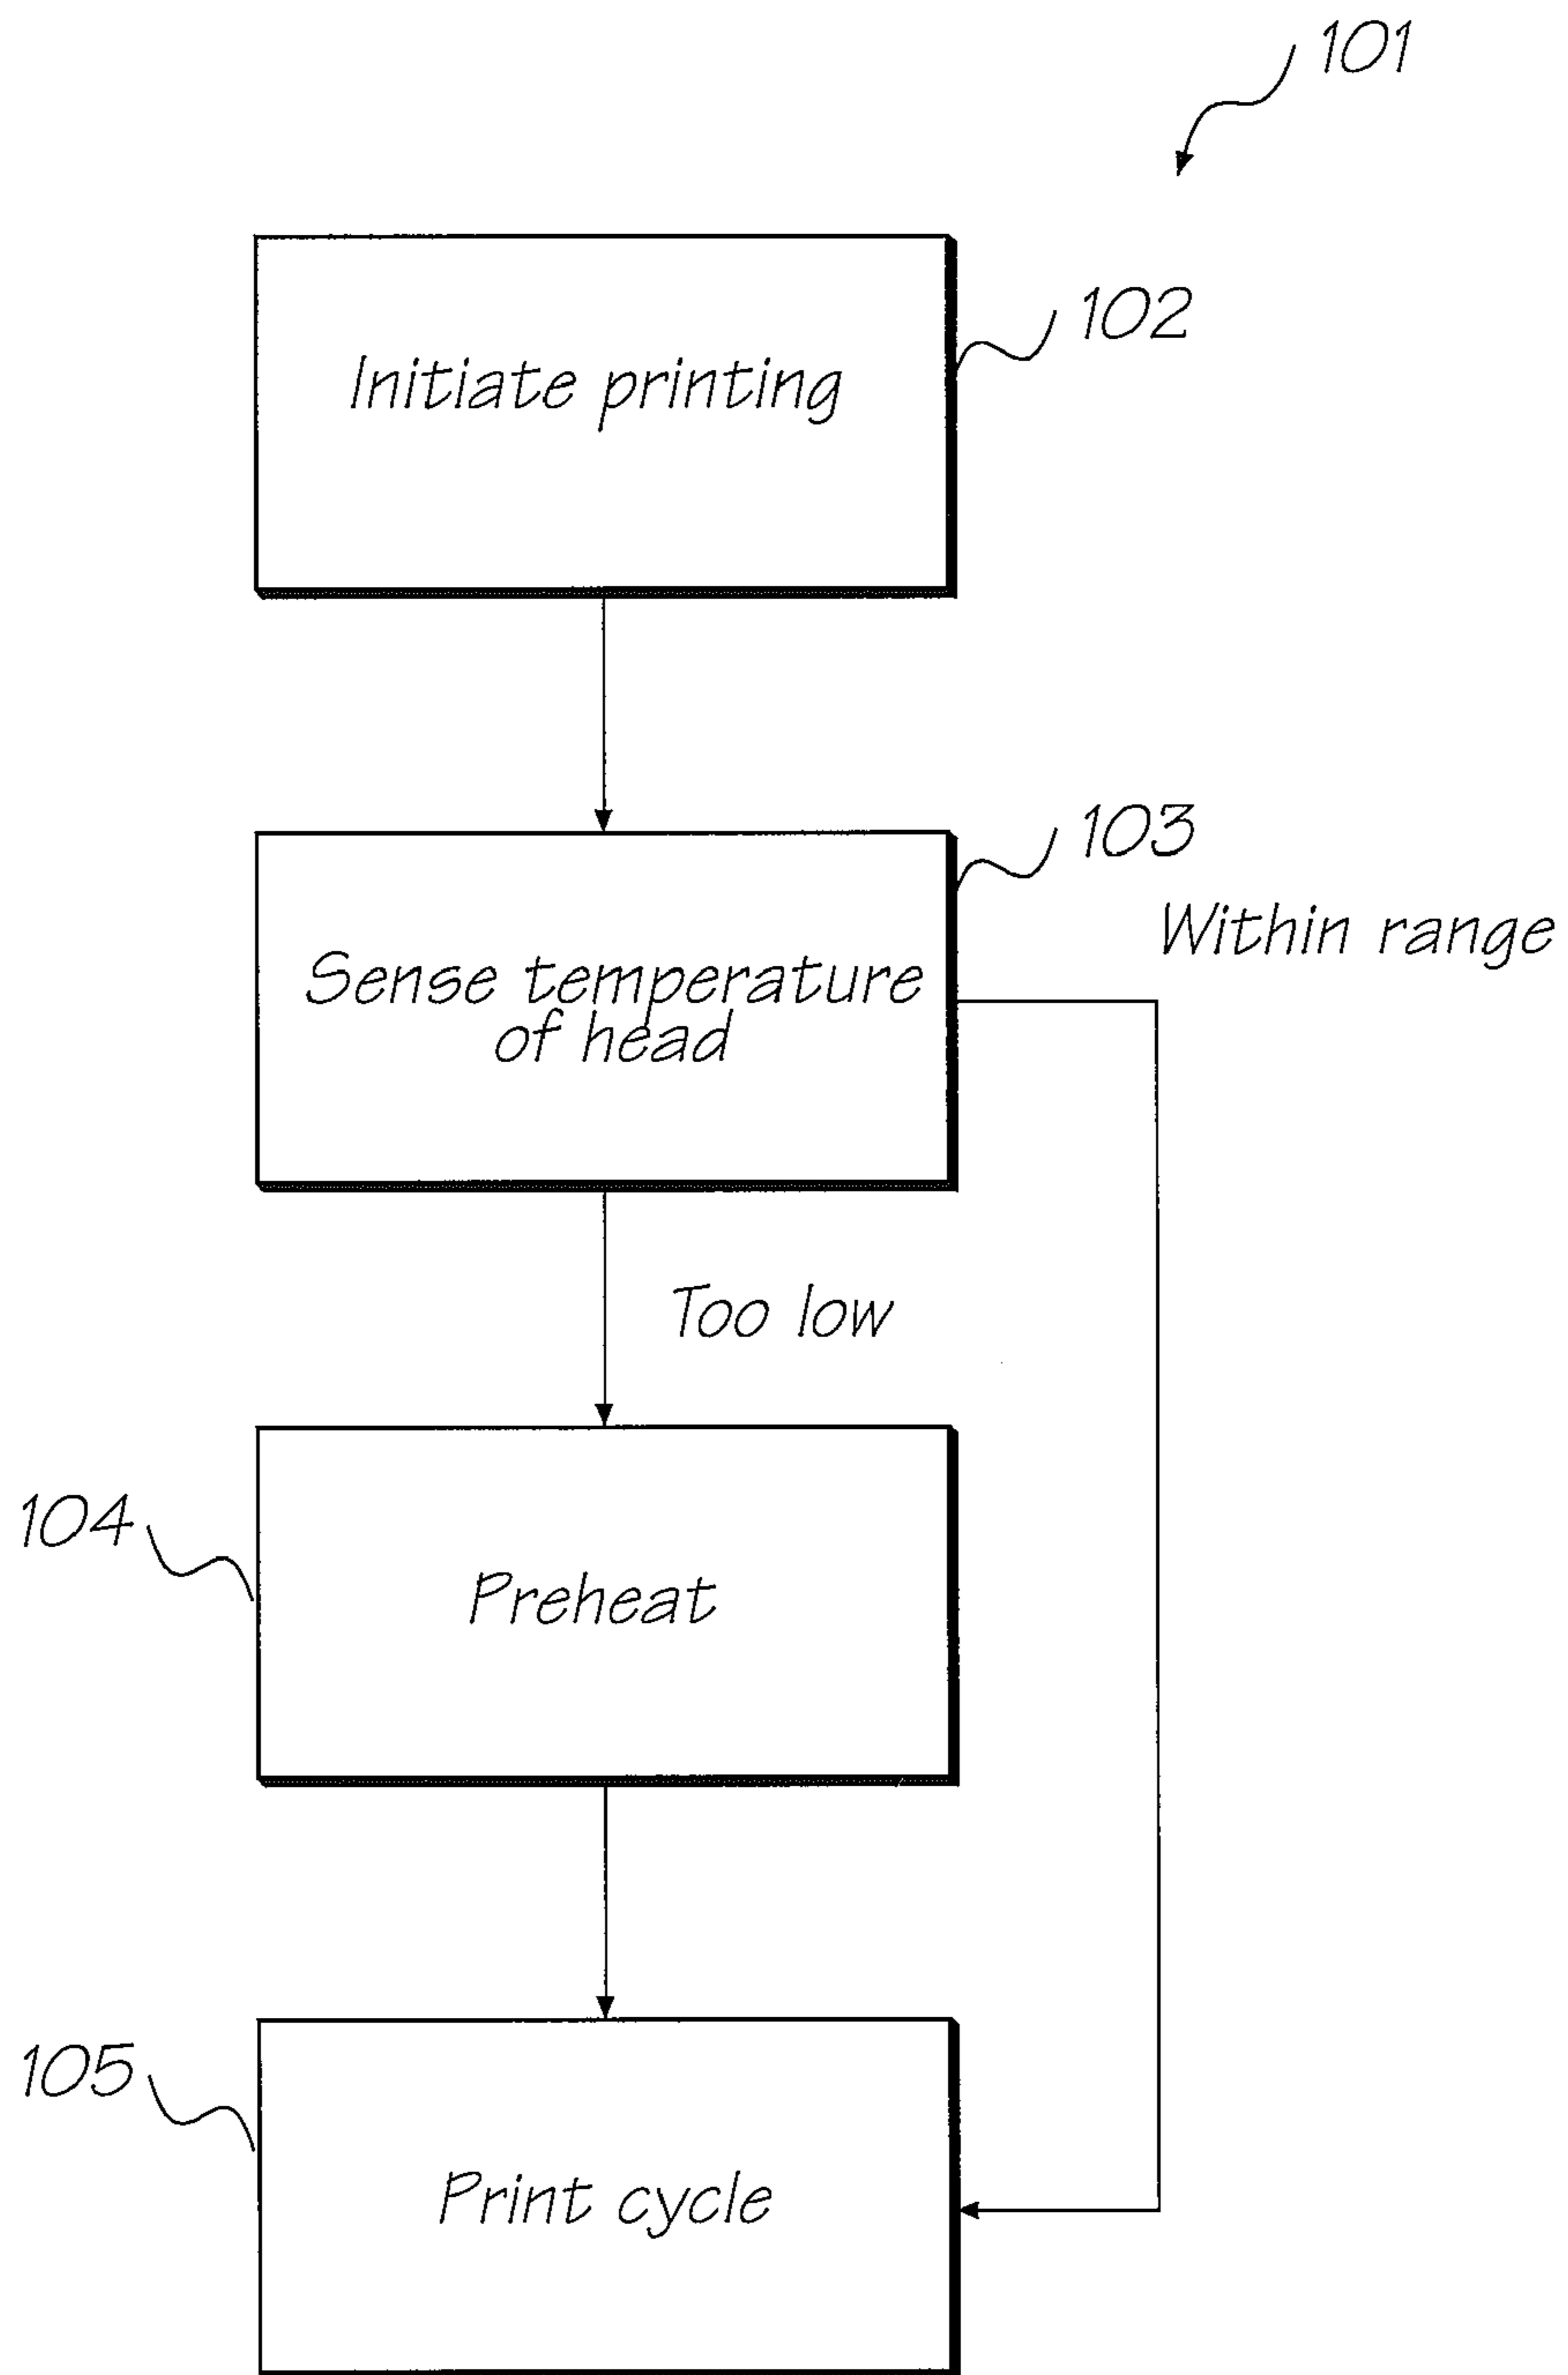 101
102
Initiate printing
103
Within range
Sense temperature
of head
Too low
104
Preheat
105
Print cycle